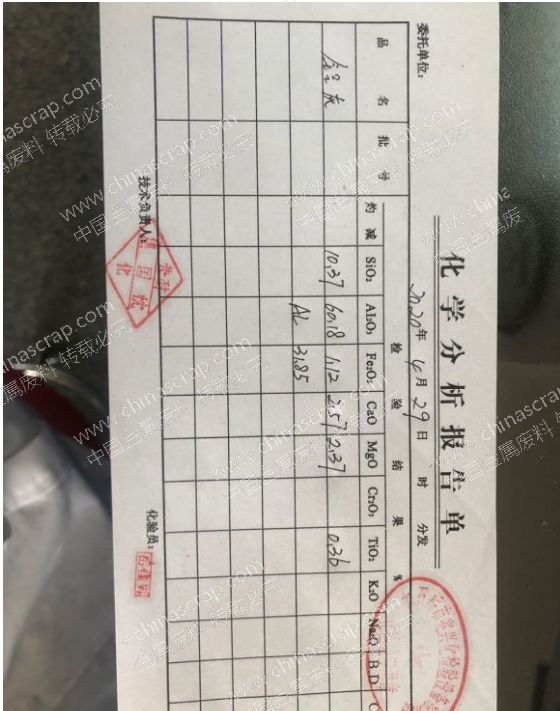 化学分析报告单
委托单位:
2020年 4月 29日 时 分发
品名 批号 检验结果 %
灼减 SiO₂ Al₂O₃ Fe₂O₃ CaO MgO Cr₂O₃ TiO₂ K₂O Na₂O B.D
铝灰 10.37 60.18 1.12 2.57 2.37 0.36
AL 31.85
技术负责人: 化验员:
www.chinascrap.com
中国金属废料 转载必究